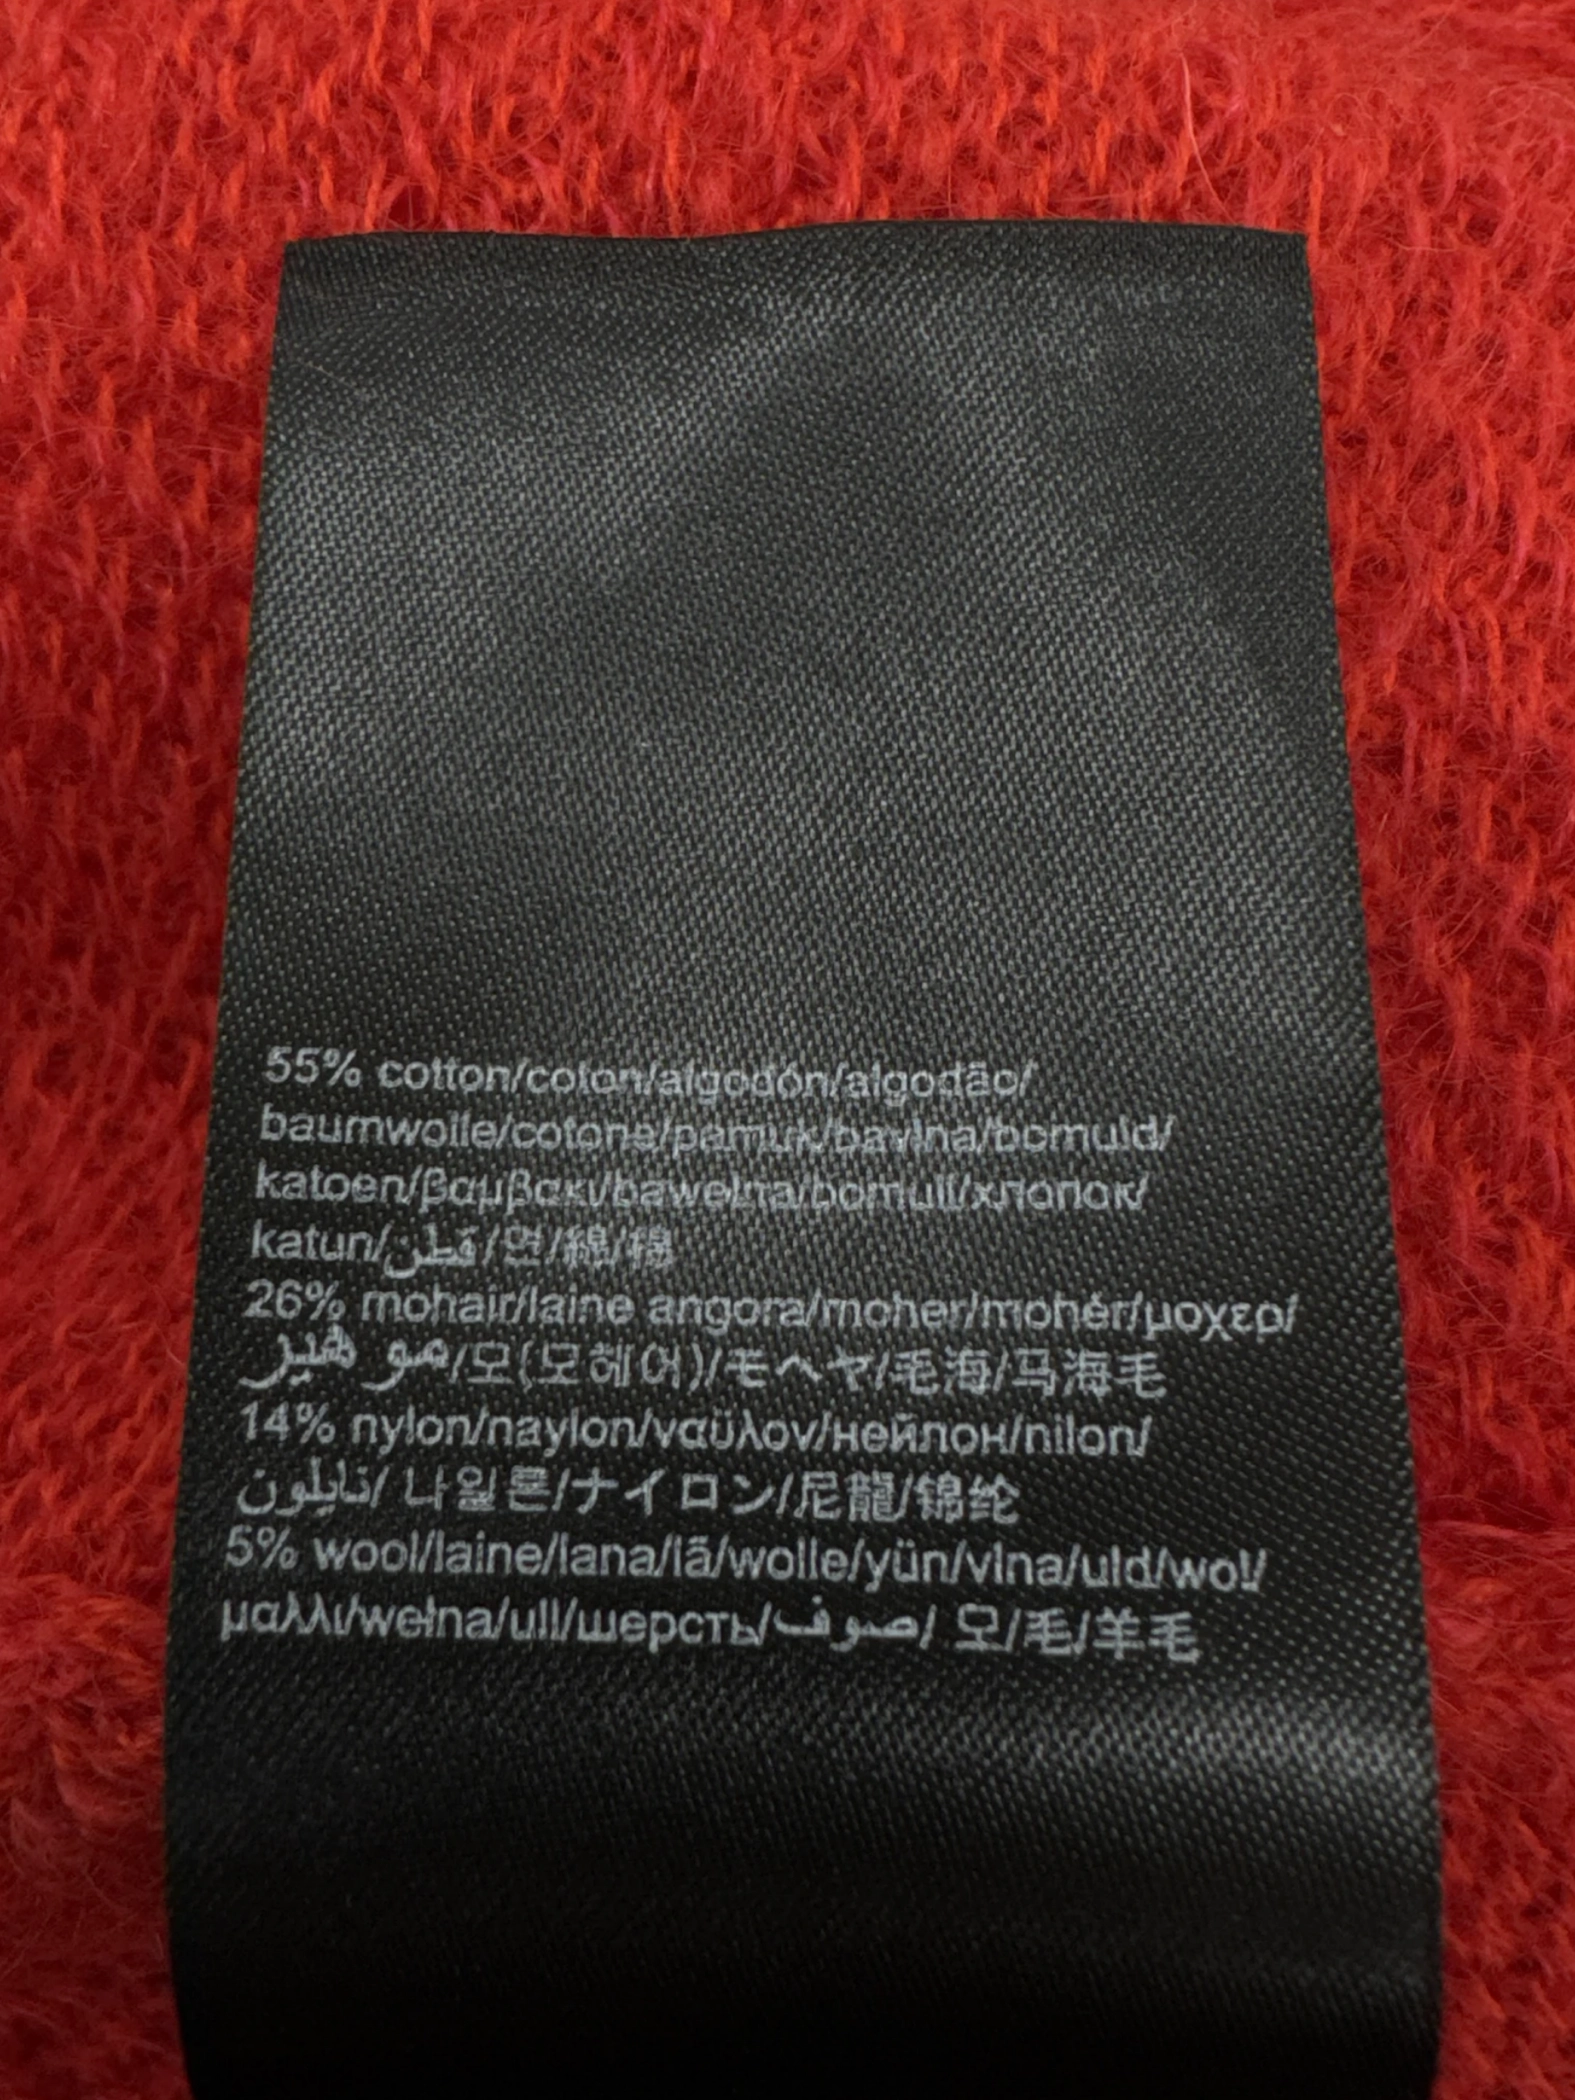 55% cotton/coton/algodón/algodão/
baumwolle/cotone/pamuk/bavlna/bomuld/
katoen/βαμβακι/bawełna/bomull/хлопок/
katun/قطن/면/綿/棉
26% mohair/laine angora/moher/mohér/μοχερ/
مو هير/모(모헤어)/モヘヤ/毛海/马海毛
14% nylon/naylon/ναϋλον/нейлон/nilon/
نايلون/ 나일론/ナイロン/尼龍/锦纶
5% wool/laine/lana/lã/wolle/yün/vlna/uld/wol/
μαλλι/wełna/ull/шерсть/صوف/ 모/毛/羊毛